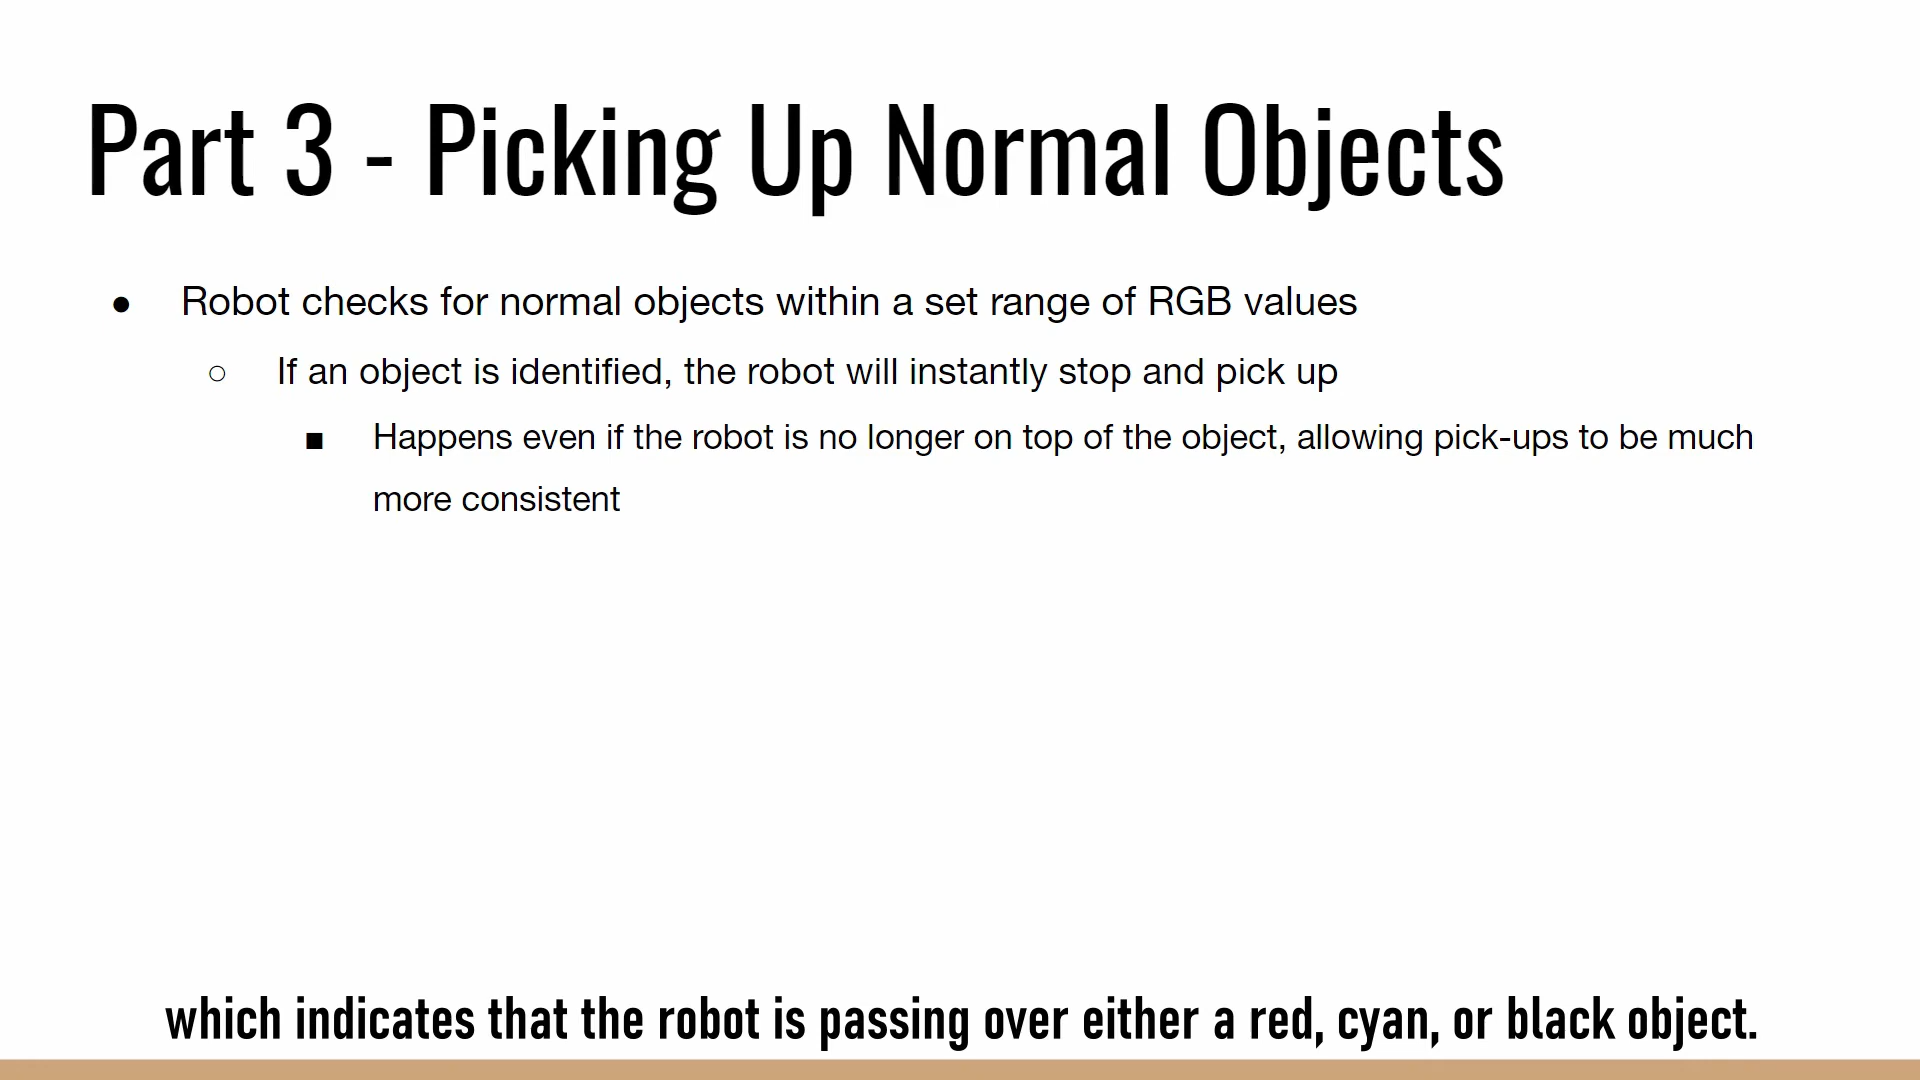 Part 3 - Picking Up Normal Objects
● Robot checks for normal objects within a set range of RGB values
○ If an object is identified, the robot will instantly stop and pick up
■ Happens even if the robot is no longer on top of the object, allowing pick-ups to be much
more consistent
which indicates that the robot is passing over either a red, cyan, or black object.